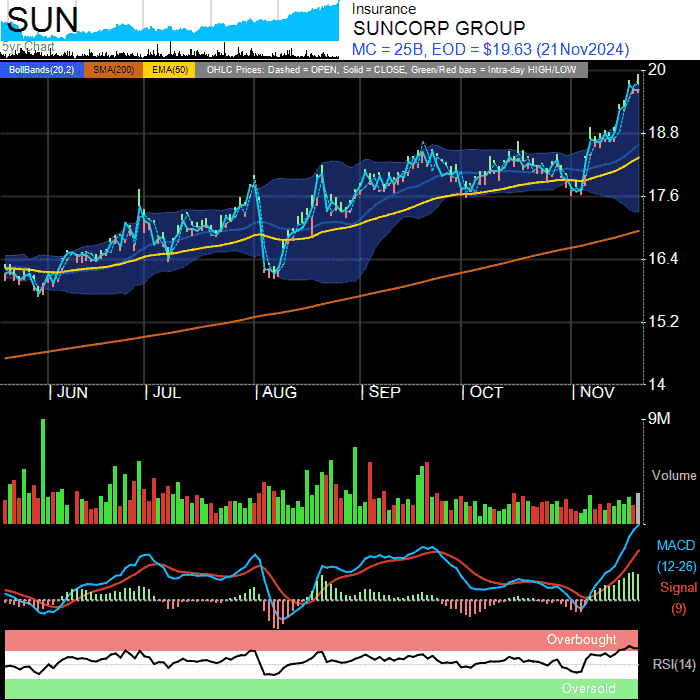 SUN
5yr Chart
Insurance
SUNCORP GROUP
MC = 25B, EOD = $19.63 (21Nov2024)
BollBands(20,2) SMA(200) EMA(50) OHLC Prices: Dashed = OPEN, Solid = CLOSE, Green/Red bars = Intra-day HIGH/LOW
20
18.8
17.6
16.4
15.2
14
JUN JUL AUG SEP OCT NOV
9M
Volume
MACD
(12-26)
Signal
(9)
Overbought
RSI(14)
Oversold